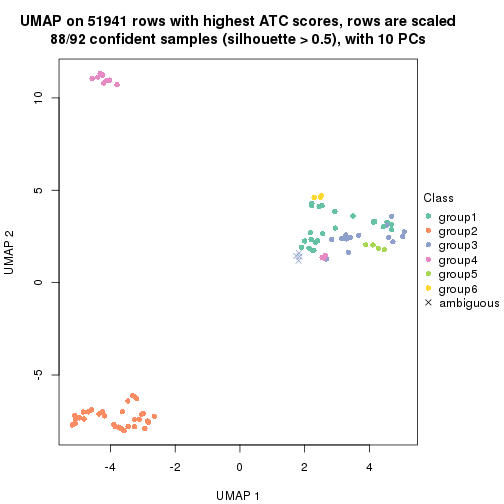 UMAP on 51941 rows with highest ATC scores, rows are scaled
88/92 confident samples (silhouette > 0.5), with 10 PCs
10
5
0
-5
UMAP 2
-4
-2
0
2
4
UMAP 1
Class
group1
group2
group3
group4
group5
group6
ambiguous